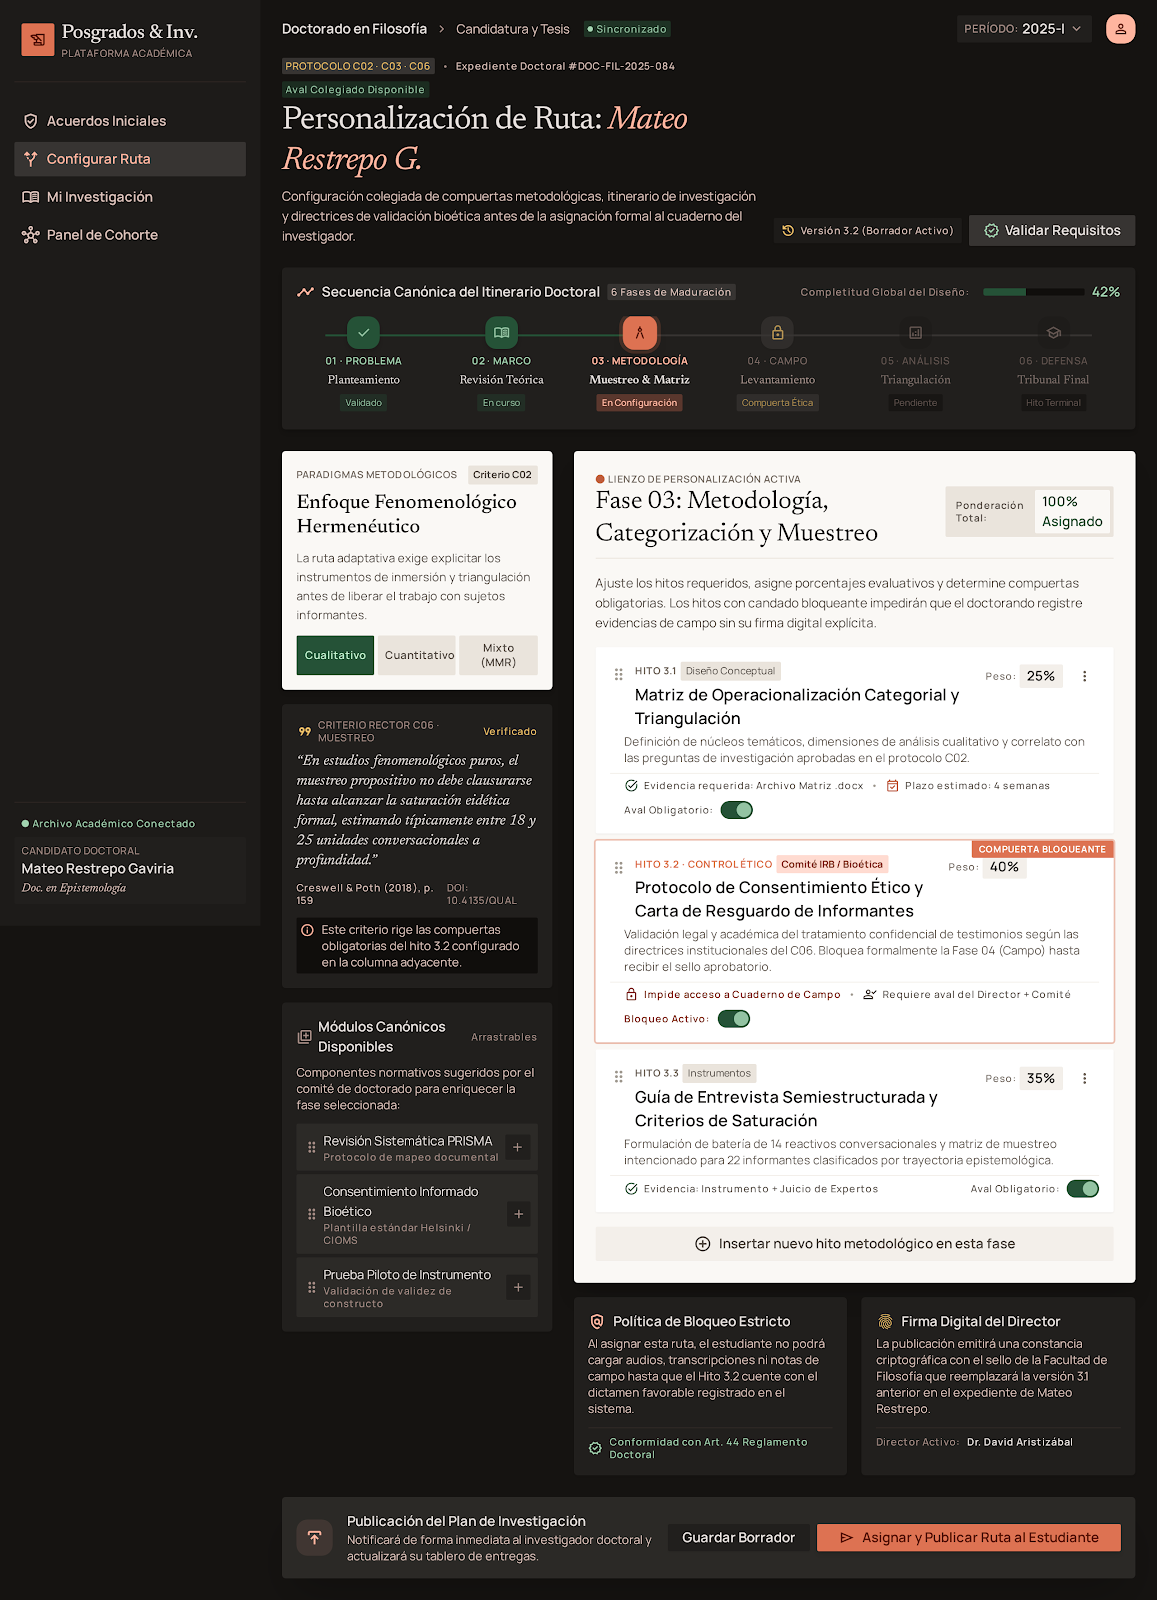 Posgrados & Inv.
PLATAFORMA ACADÉMICA
Acuerdos Iniciales
Configurar Ruta
Mi Investigación
Panel de Cohorte
Archivo Académico Conectado
CANDIDATO DOCTORAL
Mateo Restrepo Gaviria
Doc. en Epistemología
Doctorado en Filosofía > Candidatura y Tesis Sincronizado
PERÍODO: 2025-I
PROTOCOLO C02 · C03 · C06 • Expediente Doctoral #DOC-FIL-2025-084
Aval Colegiado Disponible
Personalización de Ruta: Mateo
Restrepo G.
Configuración colegiada de compuertas metodológicas, itinerario de investigación
y directrices de validación bioética antes de la asignación formal al cuaderno del
investigador.
Versión 3.2 (Borrador Activo)
Validar Requisitos
Secuencia Canónica del Itinerario Doctoral 6 Fases de Maduración
Completitud Global del Diseño: 42%
01 · PROBLEMA
Planteamiento
Validado
02 · MARCO
Revisión Teórica
En curso
03 · METODOLOGÍA
Muestreo & Matriz
En Configuración
04 · CAMPO
Levantamiento
Compuerta Ética
05 · ANÁLISIS
Triangulación
Pendiente
06 · DEFENSA
Tribunal Final
Hito Terminal
PARADIGMAS METODOLÓGICOS Criterio C02
Enfoque Fenomenológico
Hermenéutico
La ruta adaptativa exige explicitar los
instrumentos de inmersión y triangulación
antes de liberar el trabajo con sujetos
informantes.
Cualitativo
Cuantitativo
Mixto
(MMR)
CRITERIO RECTOR C06 ·
MUESTREO
Verificado
“En estudios fenomenológicos puros, el
muestreo propositivo no debe clausurarse
hasta alcanzar la saturación eidética
formal, estimando típicamente entre 18 y
25 unidades conversacionales a
profundidad.”
Creswell & Poth (2018), p.
159
DOI:
10.4135/QUAL
Este criterio rige las compuertas
obligatorias del hito 3.2 configurado
en la columna adyacente.
Módulos Canónicos
Disponibles
Arrastrables
Componentes normativos sugeridos por el
comité de doctorado para enriquecer la
fase seleccionada:
Revisión Sistemática PRISMA
Protocolo de mapeo documental
Consentimiento Informado
Bioético
Plantilla estándar Helsinki /
CIOMS
Prueba Piloto de Instrumento
Validación de validez de
constructo
LIENZO DE PERSONALIZACIÓN ACTIVA
Fase 03: Metodología,
Categorización y Muestreo
Ponderación
Total:
100%
Asignado
Ajuste los hitos requeridos, asigne porcentajes evaluativos y determine compuertas
obligatorias. Los hitos con candado bloqueante impedirán que el doctorando registre
evidencias de campo sin su firma digital explícita.
HITO 3.1 Diseño Conceptual
Peso: 25%
Matriz de Operacionalización Categorial y
Triangulación
Definición de núcleos temáticos, dimensiones de análisis cualitativo y correlato con
las preguntas de investigación aprobadas en el protocolo C02.
Evidencia requerida: Archivo Matriz .docx • Plazo estimado: 4 semanas
Aval Obligatorio:
COMPUERTA BLOQUEANTE
HITO 3.2 · CONTROL ÉTICO Comité IRB / Bioética
Peso: 40%
Protocolo de Consentimiento Ético y
Carta de Resguardo de Informantes
Validación legal y académica del tratamiento confidencial de testimonios según las
directrices institucionales del C06. Bloquea formalmente la Fase 04 (Campo) hasta
recibir el sello aprobatorio.
Impide acceso a Cuaderno de Campo • Requiere aval del Director + Comité
Bloqueo Activo:
HITO 3.3 Instrumentos
Peso: 35%
Guía de Entrevista Semiestructurada y
Criterios de Saturación
Formulación de batería de 14 reactivos conversacionales y matriz de muestreo
intencionado para 22 informantes clasificados por trayectoria epistemológica.
Evidencia: Instrumento + Juicio de Expertos
Aval Obligatorio:
Insertar nuevo hito metodológico en esta fase
Política de Bloqueo Estricto
Al asignar esta ruta, el estudiante no podrá
cargar audios, transcripciones ni notas de
campo hasta que el Hito 3.2 cuente con el
dictamen favorable registrado en el
sistema.
Conformidad con Art. 44 Reglamento
Doctoral
Firma Digital del Director
La publicación emitirá una constancia
criptográfica con el sello de la Facultad de
Filosofía que reemplazará la versión 3.1
anterior en el expediente de Mateo
Restrepo.
Director Activo: Dr. David Aristizábal
Publicación del Plan de Investigación
Notificará de forma inmediata al investigador doctoral y
actualizará su tablero de entregas.
Guardar Borrador
Asignar y Publicar Ruta al Estudiante